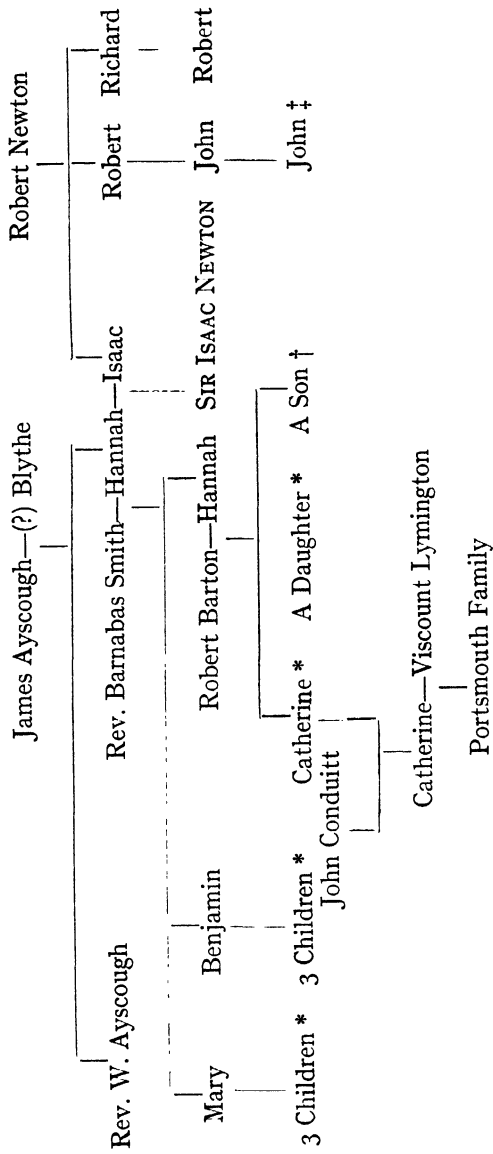 James Ayscough—(?) Blythe Robert Newton
Rev. W. Ayscough Rev. Barnabas Smith—Hannah—Isaac Robert Richard
Mary Benjamin Robert Barton—Hannah SIR ISAAC NEWTON John Robert
3 Children * 3 Children * Catherine * A Daughter * A Son † John ‡
John Conduitt
Catherine—Viscount Lymington
Portsmouth Family